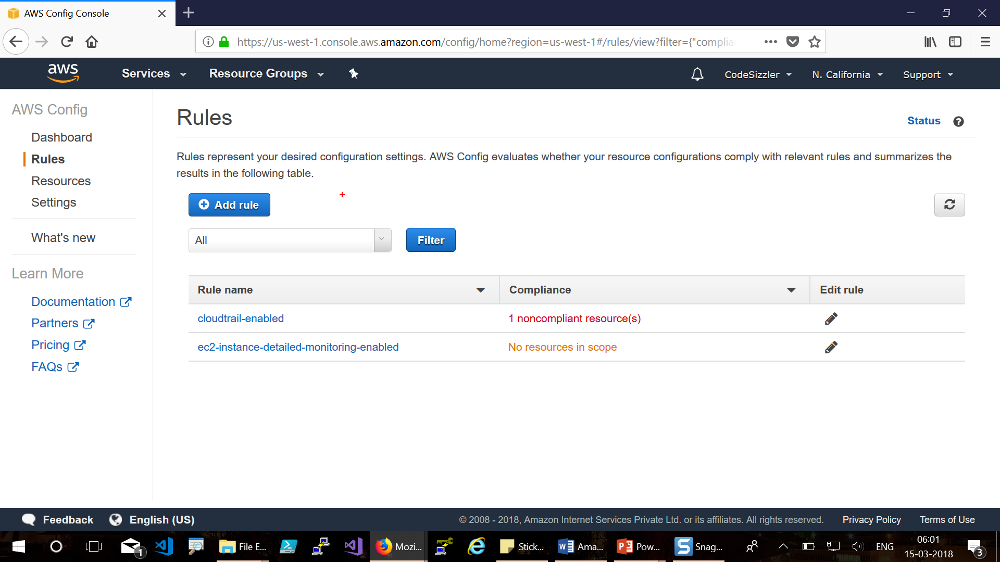 AWS Config Console
https://us-west-1.console.aws.amazon.com/config/home?region=us-west-1#/rules/view?filter={"complia
aws
Services
Resource Groups
CodeSizzler
N. California
Support
AWS Config
Dashboard
Rules
Resources
Settings
What's new
Learn More
Documentation
Partners
Pricing
FAQs
Rules
Status
?
Rules represent your desired configuration settings. AWS Config evaluates whether your resource configurations comply with relevant rules and summarizes the
results in the following table.
Add rule
All
Filter
Rule name Compliance Edit rule
cloudtrail-enabled 1 noncompliant resource(s)
ec2-instance-detailed-monitoring-enabled No resources in scope
Feedback English (US)
© 2008 - 2018, Amazon Internet Services Private Ltd. or its affiliates. All rights reserved. Privacy Policy Terms of Use
1
File E...
Mozi...
Stick...
Ama...
Pow...
Snag...
ENG
06:01
15-03-2018
3